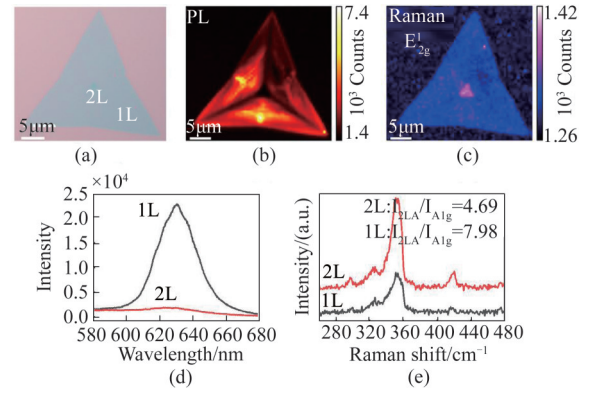 2L
1L
5μm
(a)
PL
5μm
7.4
10³ Counts
1.4
(b)
Raman
E¹2g
5μm
1.42
10³ Counts
1.26
(c)
×10⁴
2.5
2.0
1.5
1.0
0.5
0.0
Intensity
1L
2L
580 600 620 640 660 680
Wavelength/nm
(d)
Intensity/(a.u.)
2L:I2LA/IA1g=4.69
1L:I2LA/IA1g=7.98
2L
1L
280 320 360 400 440 480
Raman shift/cm⁻¹
(e)